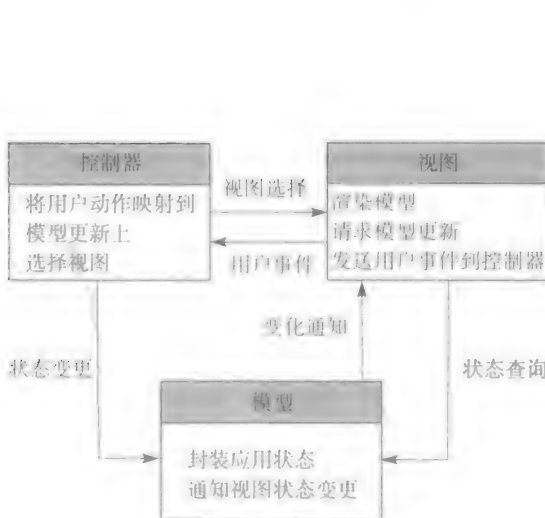 控制器
将用户动作映射到
模型更新上
选择视图
视图选择
用户事件
视图
渲染模型
请求模型更新
发送用户事件到控制器
变化通知
状态变更
状态查询
模型
封装应用状态
通知视图状态变更